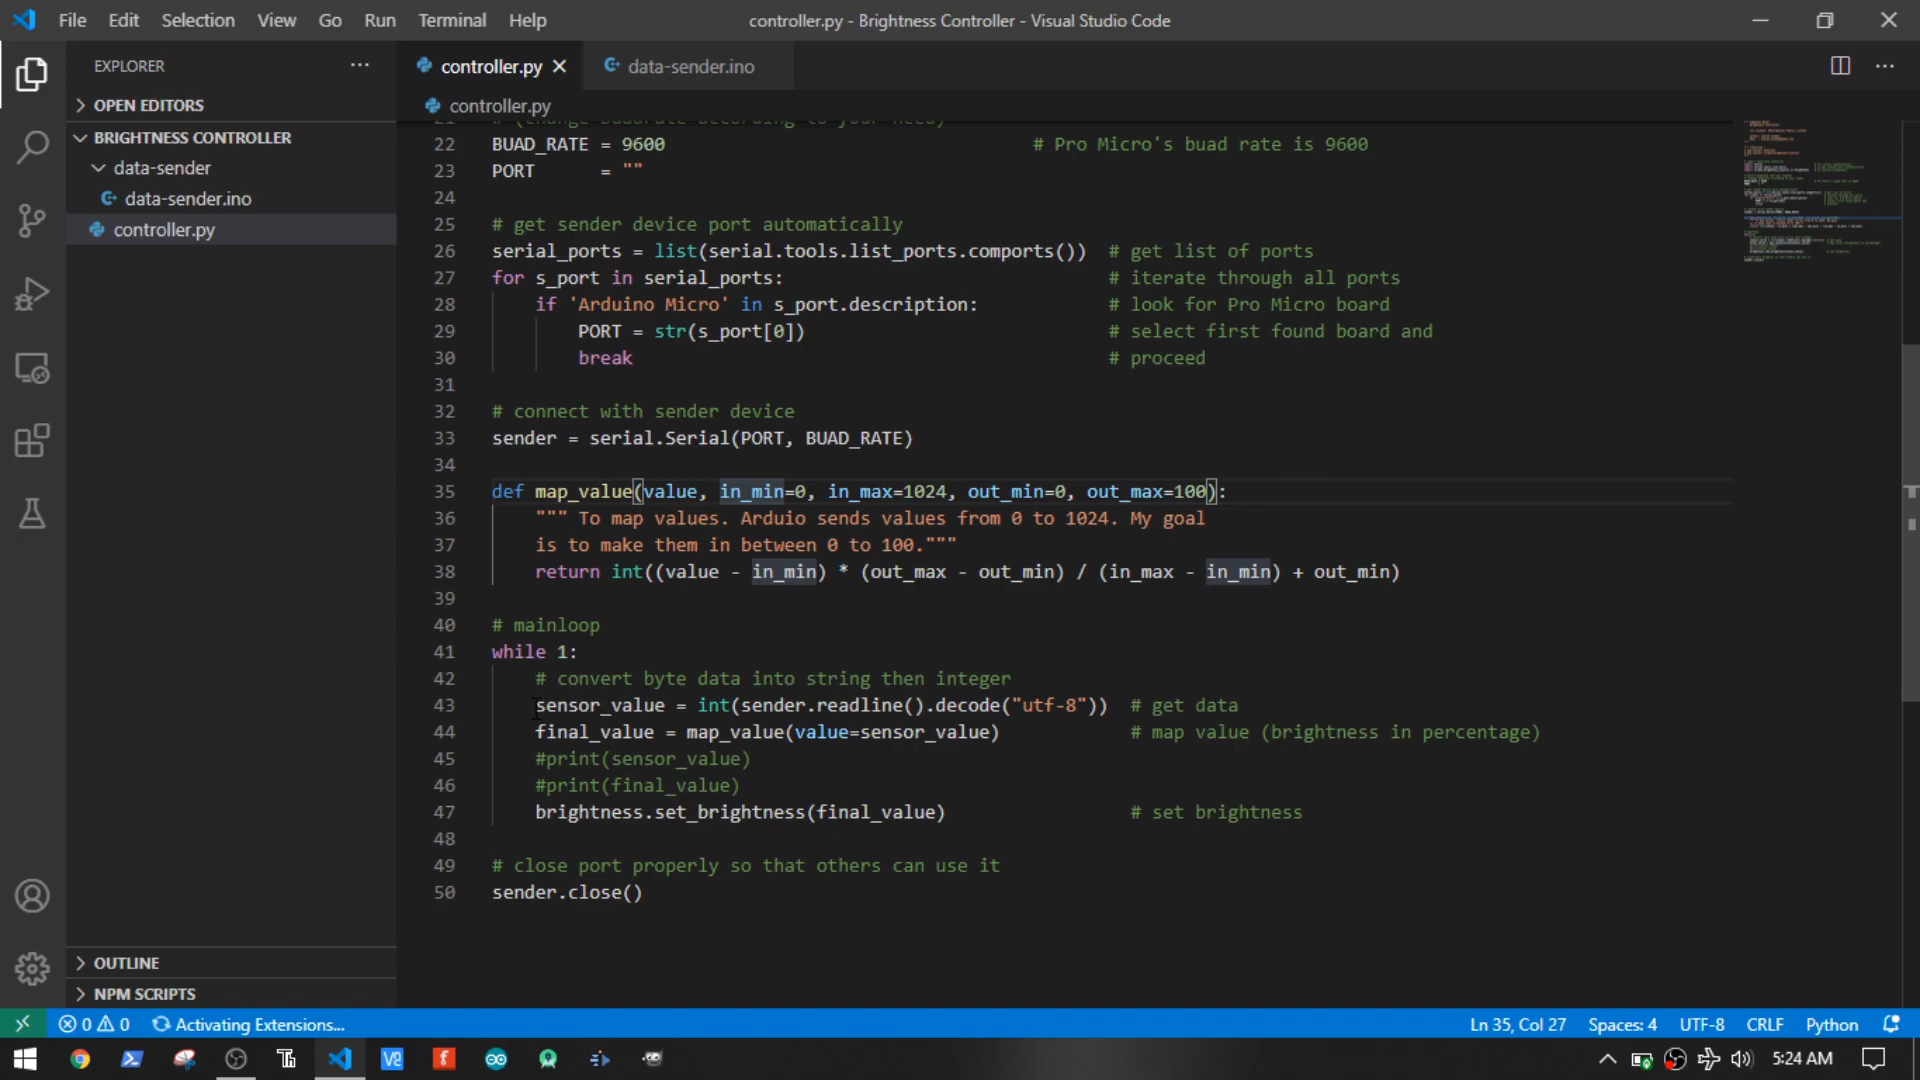 File Edit Selection View Go Run Terminal Help
controller.py - Brightness Controller - Visual Studio Code
EXPLORER
OPEN EDITORS
BRIGHTNESS CONTROLLER
data-sender
data-sender.ino
controller.py
OUTLINE
NPM SCRIPTS
controller.py
data-sender.ino
controller.py
22 BUAD_RATE = 9600 # Pro Micro's buad rate is 9600
23 PORT = ""
24
25 # get sender device port automatically
26 serial_ports = list(serial.tools.list_ports.comports()) # get list of ports
27 for s_port in serial_ports: # iterate through all ports
28 if 'Arduino Micro' in s_port.description: # look for Pro Micro board
29 PORT = str(s_port[0]) # select first found board and
30 break # proceed
31
32 # connect with sender device
33 sender = serial.Serial(PORT, BUAD_RATE)
34
35 def map_value(value, in_min=0, in_max=1024, out_min=0, out_max=100):
36 """ To map values. Arduio sends values from 0 to 1024. My goal
37 is to make them in between 0 to 100."""
38 return int((value - in_min) * (out_max - out_min) / (in_max - in_min) + out_min)
39
40 # mainloop
41 while 1:
42 # convert byte data into string then integer
43 sensor_value = int(sender.readline().decode("utf-8")) # get data
44 final_value = map_value(value=sensor_value) # map value (brightness in percentage)
45 #print(sensor_value)
46 #print(final_value)
47 brightness.set_brightness(final_value) # set brightness
48
49 # close port properly so that others can use it
50 sender.close()
0 0 Activating Extensions... Ln 35, Col 27 Spaces: 4 UTF-8 CRLF Python
5:24 AM